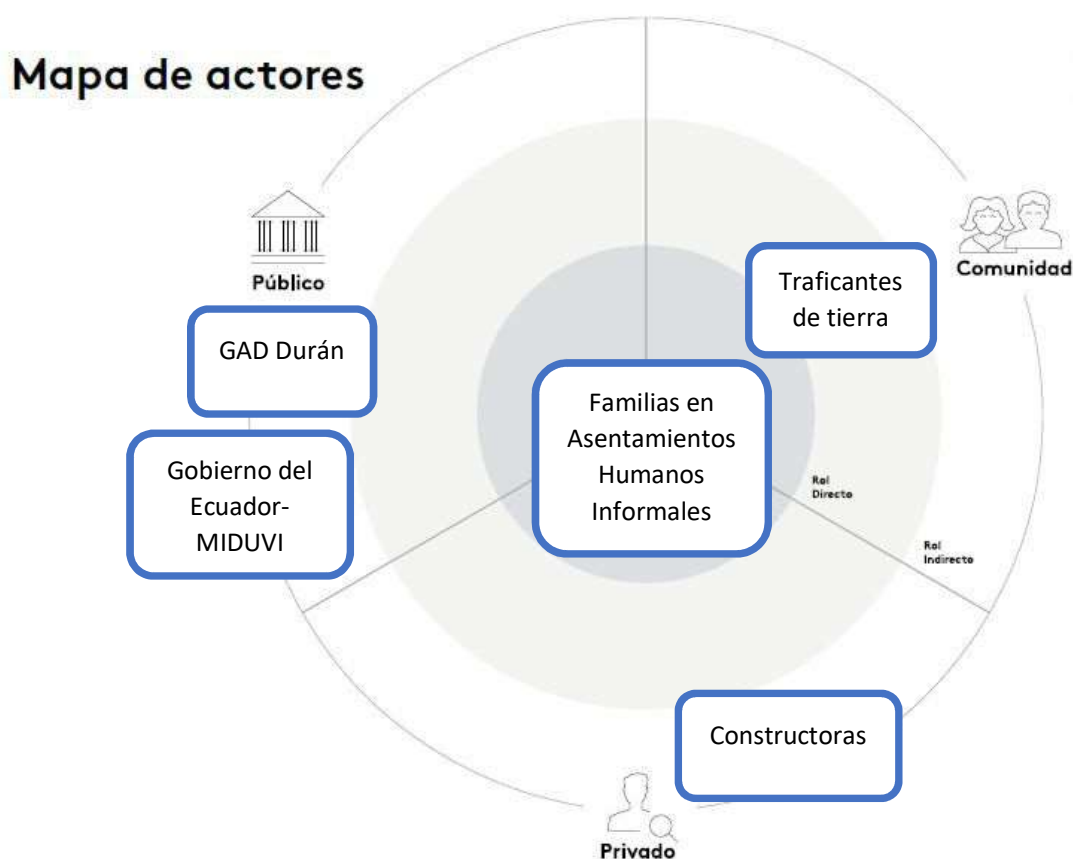 Mapa de actores
Público
Comunidad
Traficantes
de tierra
GAD Durán
Familias en
Asentamientos
Humanos
Informales
Gobierno del
Ecuador-
MIDUVI
Rol
Directo
Rol
Indirecto
Constructoras
Privado